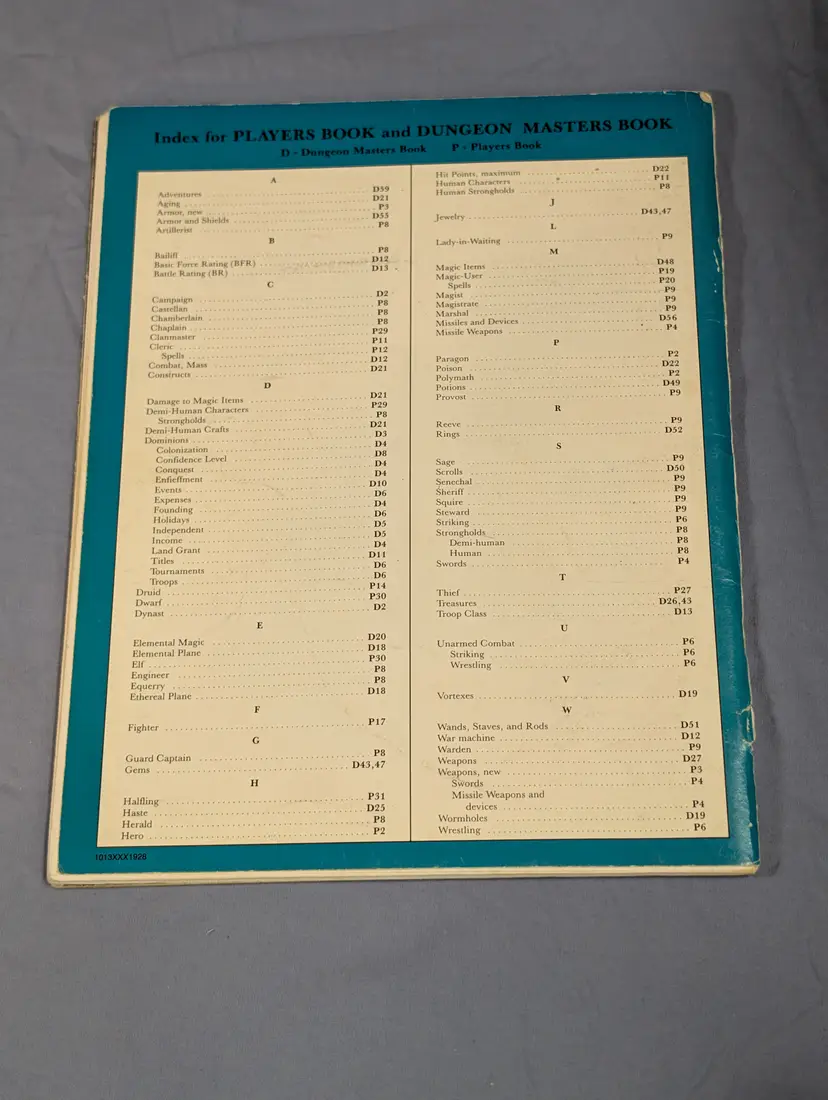 Index for PLAYERS BOOK and DUNGEON MASTERS BOOK
D - Dungeon Masters Book P - Players Book
A
Adventures D59
Aging D21
Armor, new P3
Armor and Shields D55
Artillerist P8
B
Bailiff P8
Basic Force Rating (BFR) D12
Battle Rating (BR) D13
C
Campaign D2
Castellan P8
Chamberlain P8
Chaplain P8
Clanmaster P29
Cleric P11
Spells P12
Combat, Mass D12
Constructs D21
D
Damage to Magic Items D21
Demi-Human Characters P29
Strongholds P8
Demi-Human Crafts D21
Dominions D3
Colonization D4
Confidence Level D8
Conquest D4
Enfieffment D4
Events D10
Expenses D6
Founding D4
Holidays D6
Independent D5
Income D5
Land Grant D4
Titles D11
Tournaments D6
Troops D6
Druid P14
Dwarf P30
Dynast D2
E
Elemental Magic D20
Elemental Plane D18
Elf P30
Engineer P8
Equerry P8
Ethereal Plane D18
F
Fighter P17
G
Guard Captain P8
Gems D43,47
H
Halfling P31
Haste D25
Herald P8
Hero P2
Hit Points, maximum D22
Human Characters P11
Human Strongholds P8
J
Jewelry D43,47
L
Lady-in-Waiting P9
M
Magic Items D48
Magic-User P19
Spells P20
Magist P9
Magistrate P9
Marshal P9
Missiles and Devices D56
Missile Weapons P4
P
Paragon P2
Poison D22
Polymath P2
Potions D49
Provost P9
R
Reeve P9
Rings D52
S
Sage P9
Scrolls D50
Senechal P9
Sheriff P9
Squire P9
Steward P9
Striking P6
Strongholds P8
Demi-human P8
Human P8
Swords P4
T
Thief P27
Treasures D26,43
Troop Class D13
U
Unarmed Combat P6
Striking P6
Wrestling P6
V
Vortexes D19
W
Wands, Staves, and Rods D51
War machine D12
Warden P9
Weapons D27
Weapons, new P3
Swords P4
Missile Weapons and
devices P4
Wormholes D19
Wrestling P6
1013XXX1928